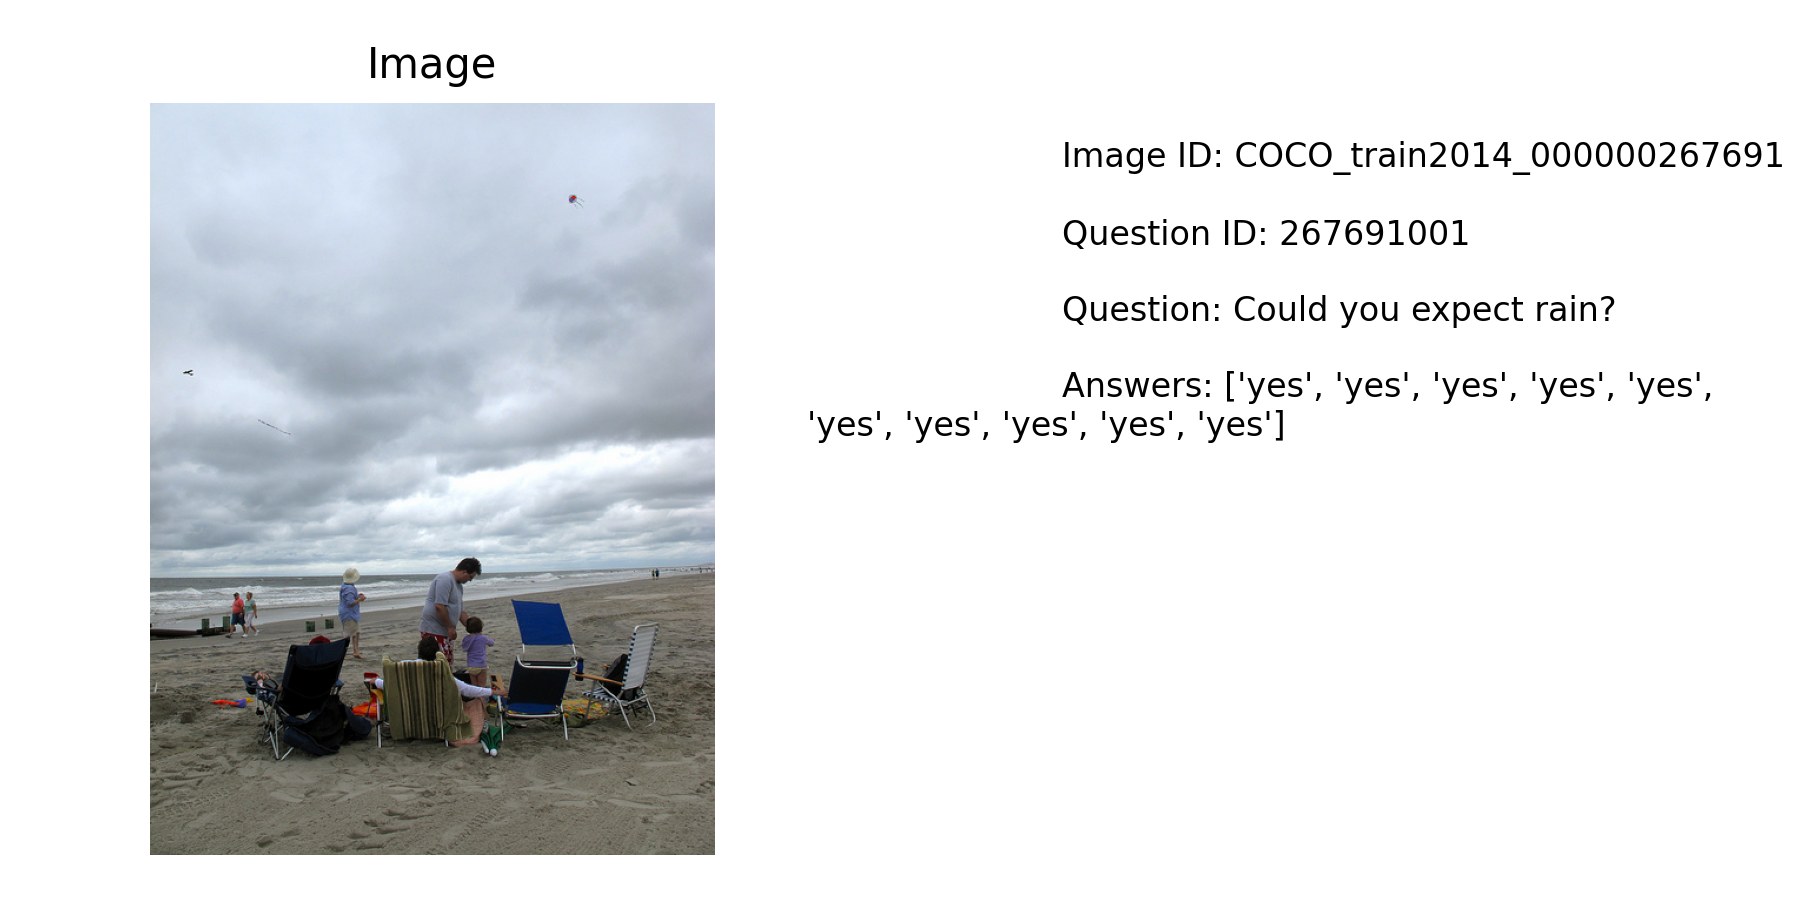 Image
Image ID: COCO_train2014_000000267691
Question ID: 267691001
Question: Could you expect rain?
Answers: ['yes', 'yes', 'yes', 'yes', 'yes',
'yes', 'yes', 'yes', 'yes', 'yes']